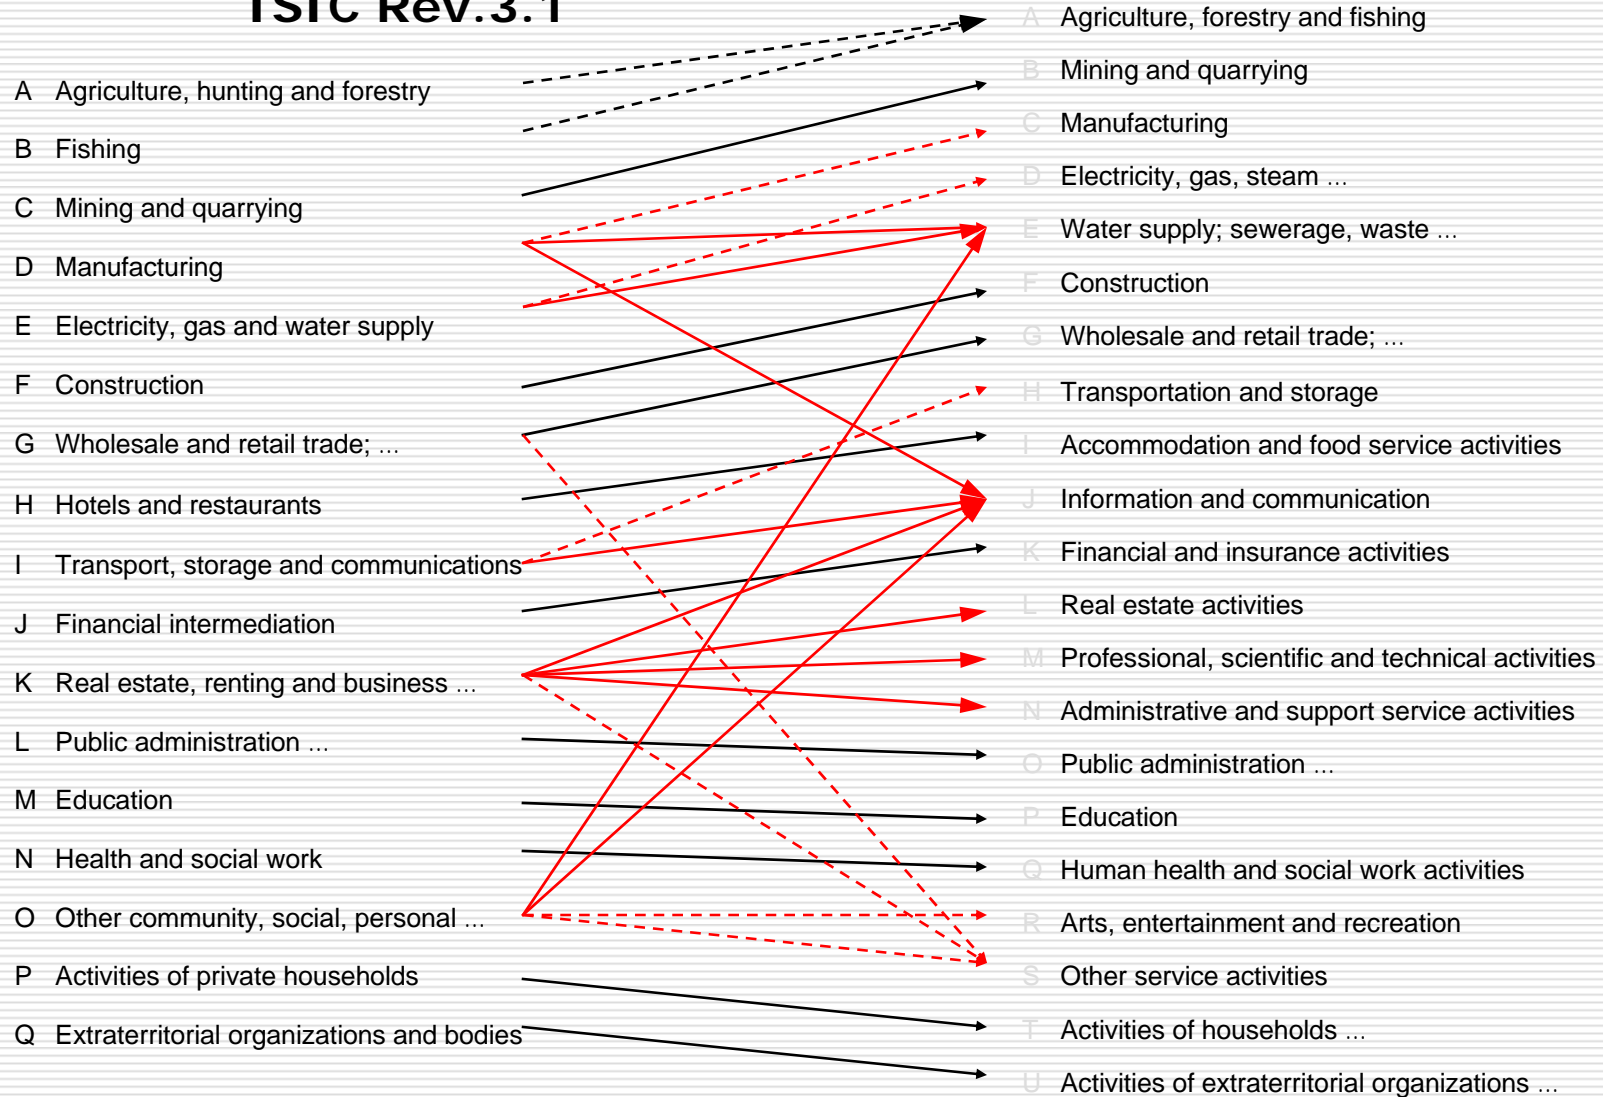 ISIC Rev.3.1
A Agriculture, hunting and forestry
B Fishing
C Mining and quarrying
D Manufacturing
E Electricity, gas and water supply
F Construction
G Wholesale and retail trade; …
H Hotels and restaurants
I Transport, storage and communications
J Financial intermediation
K Real estate, renting and business …
L Public administration …
M Education
N Health and social work
O Other community, social, personal …
P Activities of private households
Q Extraterritorial organizations and bodies
A Agriculture, forestry and fishing
B Mining and quarrying
C Manufacturing
D Electricity, gas, steam …
E Water supply; sewerage, waste …
F Construction
G Wholesale and retail trade; …
H Transportation and storage
I Accommodation and food service activities
J Information and communication
K Financial and insurance activities
L Real estate activities
M Professional, scientific and technical activities
N Administrative and support service activities
O Public administration …
P Education
Q Human health and social work activities
R Arts, entertainment and recreation
S Other service activities
T Activities of households …
U Activities of extraterritorial organizations …